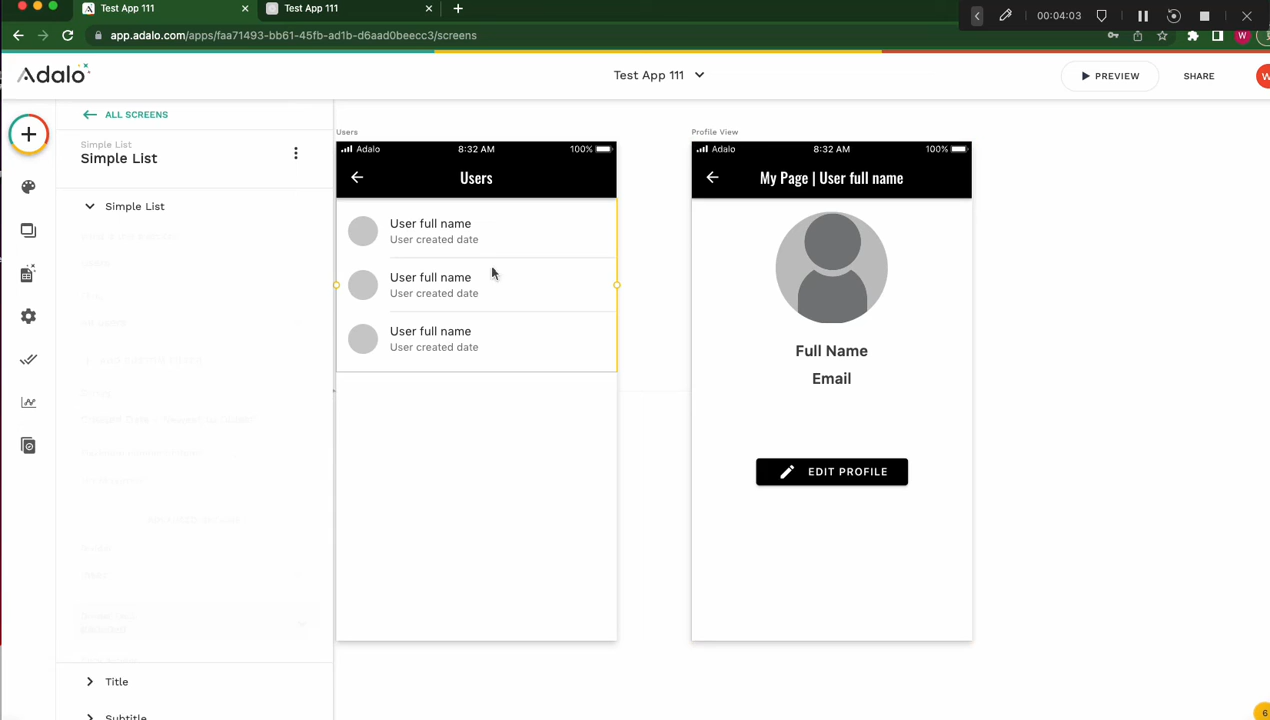 Test App 111
Test App 111
00:04:03
app.adalo.com/apps/faa71493-bb61-45fb-ad1b-d6aad0beecc3/screens
W
Adalo
Test App 111
PREVIEW
SHARE
W
ALL SCREENS
Simple List
Simple List
Simple List
Title
Subtitle
Users
Adalo
8:32 AM
100%
Users
User full name
User created date
User full name
User created date
User full name
User created date
Profile View
Adalo
8:32 AM
100%
My Page | User full name
Full Name
Email
EDIT PROFILE
6